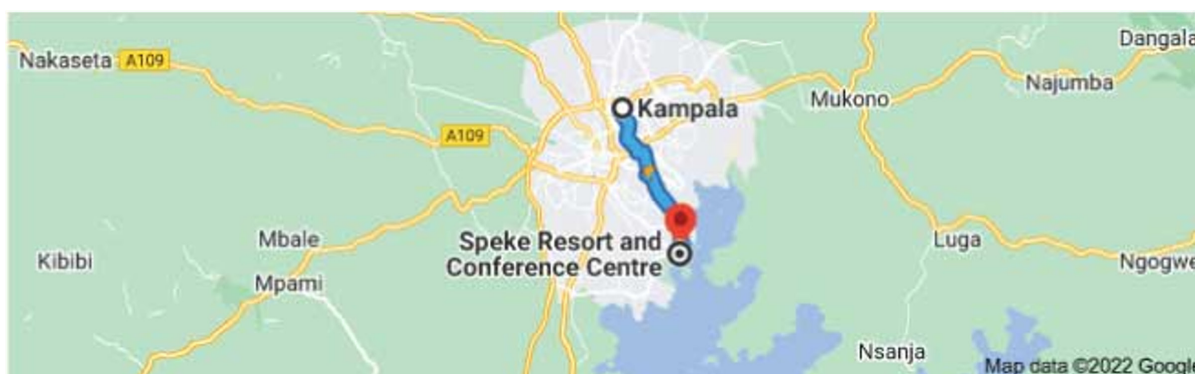 Dangala
Nakaseta A109
Najumba
Mukono
Kampala
A109
Mbale
Speke Resort and
Conference Centre
Luga
Kibibi
Ngogwe
Mpami
Nsanja
Map data ©2022 Google